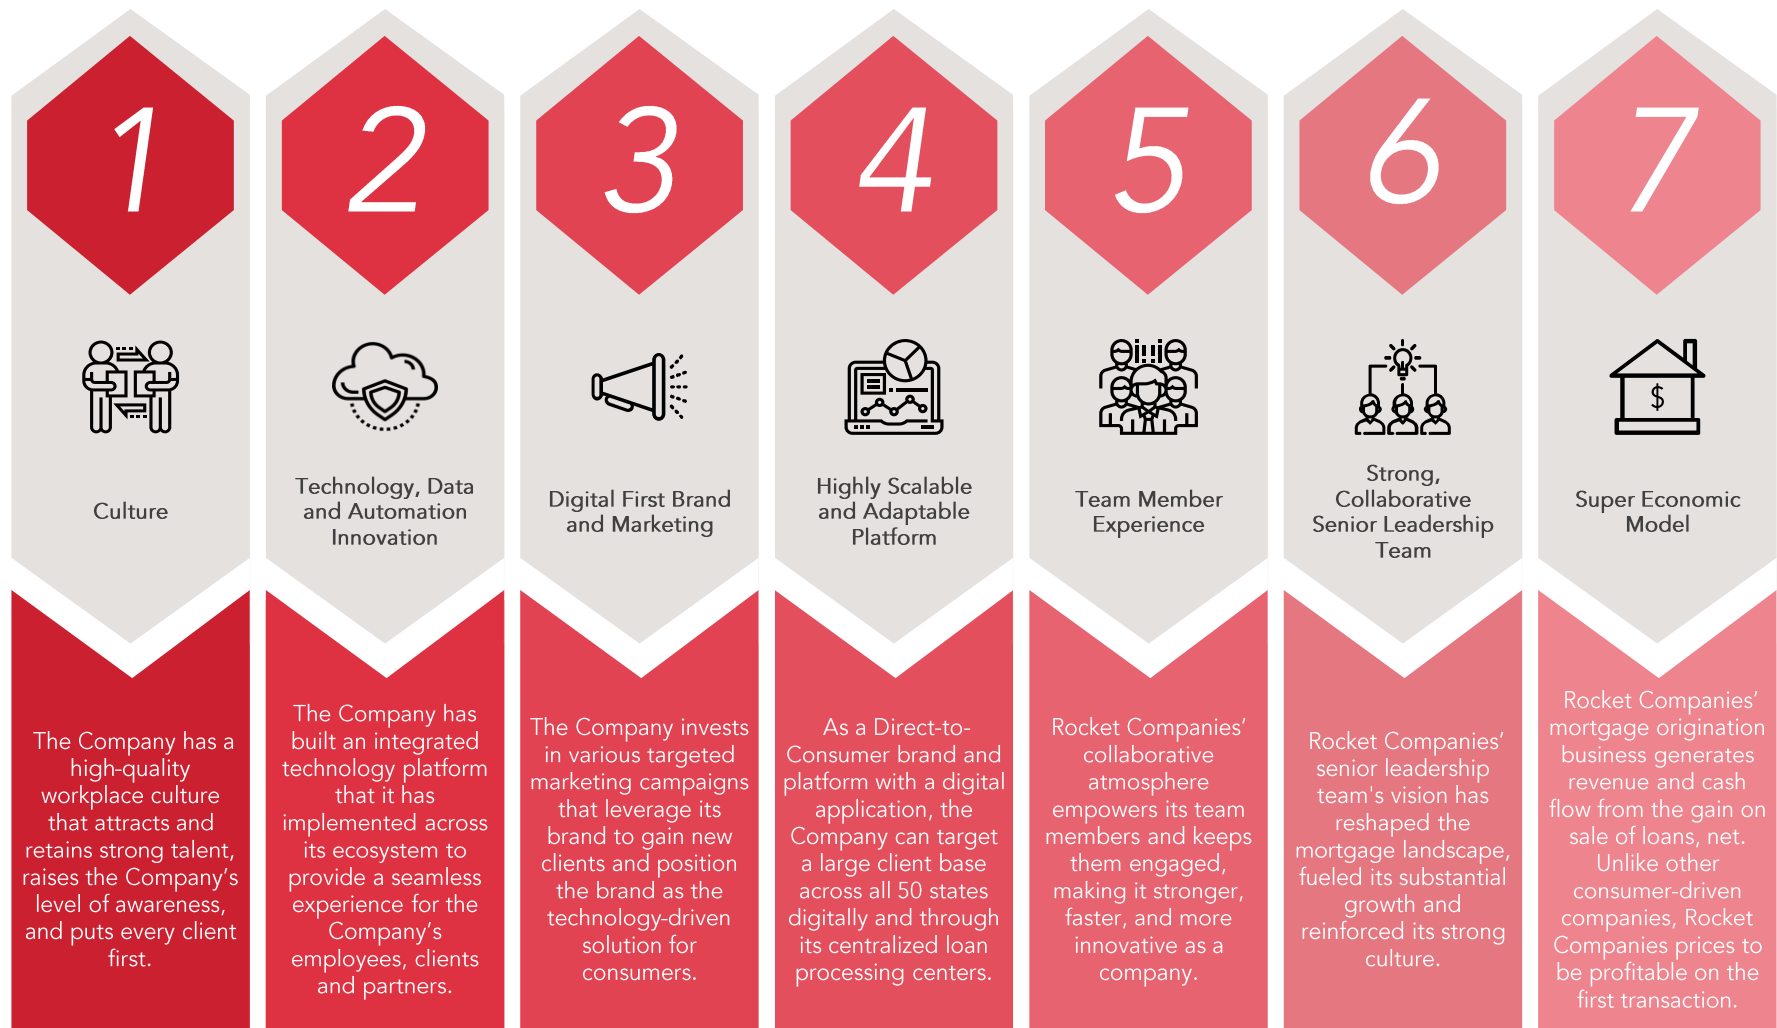 1
Culture
The Company has a
high-quality
workplace culture
that attracts and
retains strong talent,
raises the Company’s
level of awareness,
and puts every client
first.
2
Technology, Data
and Automation
Innovation
The Company has
built an integrated
technology platform
that it has
implemented across
its ecosystem to
provide a seamless
experience for the
Company’s
employees, clients
and partners.
3
Digital First Brand
and Marketing
The Company invests
in various targeted
marketing campaigns
that leverage its
brand to gain new
clients and position
the brand as the
technology-driven
solution for
consumers.
4
Highly Scalable
and Adaptable
Platform
As a Direct-to-
Consumer brand and
platform with a digital
application, the
Company can target
a large client base
across all 50 states
digitally and through
its centralized loan
processing centers.
5
Team Member
Experience
Rocket Companies’
collaborative
atmosphere
empowers its team
members and keeps
them engaged,
making it stronger,
faster, and more
innovative as a
company.
6
Strong,
Collaborative
Senior Leadership
Team
Rocket Companies’
senior leadership
team's vision has
reshaped the
mortgage landscape,
fueled its substantial
growth and
reinforced its strong
culture.
7
$
Super Economic
Model
Rocket Companies’
mortgage origination
business generates
revenue and cash
flow from the gain on
sale of loans, net.
Unlike other
consumer-driven
companies, Rocket
Companies prices to
be profitable on the
first transaction.